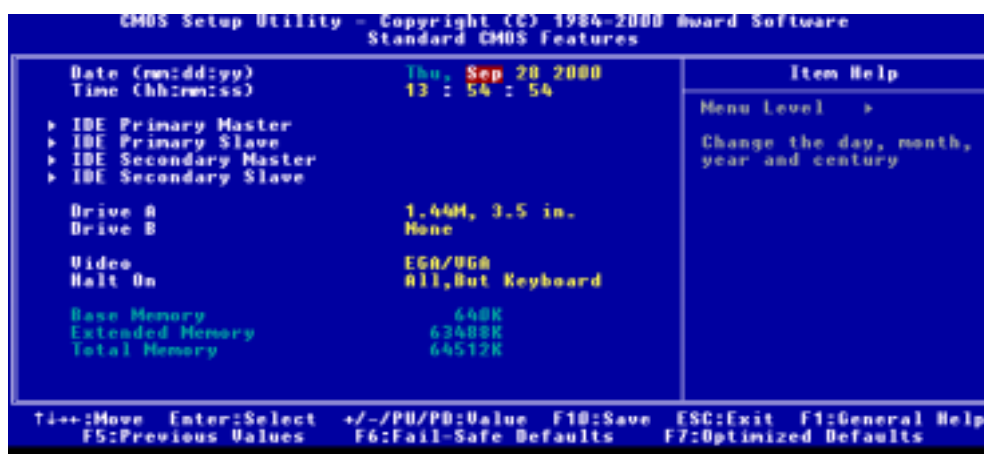 CMOS Setup Utility - Copyright (C) 1984-2000 Award Software
Standard CMOS Features
Date (mm:dd:yy) Thu, Sep 28 2000
Time (hh:mm:ss) 13 : 54 : 54
▸ IDE Primary Master
▸ IDE Primary Slave
▸ IDE Secondary Master
▸ IDE Secondary Slave
Drive A 1.44M, 3.5 in.
Drive B None
Video EGA/VGA
Halt On All,But Keyboard
Base Memory 640K
Extended Memory 63488K
Total Memory 64512K
Item Help
Menu Level ▸
Change the day, month,
year and century
↑↓→←:Move Enter:Select +/-/PU/PD:Value F10:Save ESC:Exit F1:General Help
F5:Previous Values F6:Fail-Safe Defaults F7:Optimized Defaults